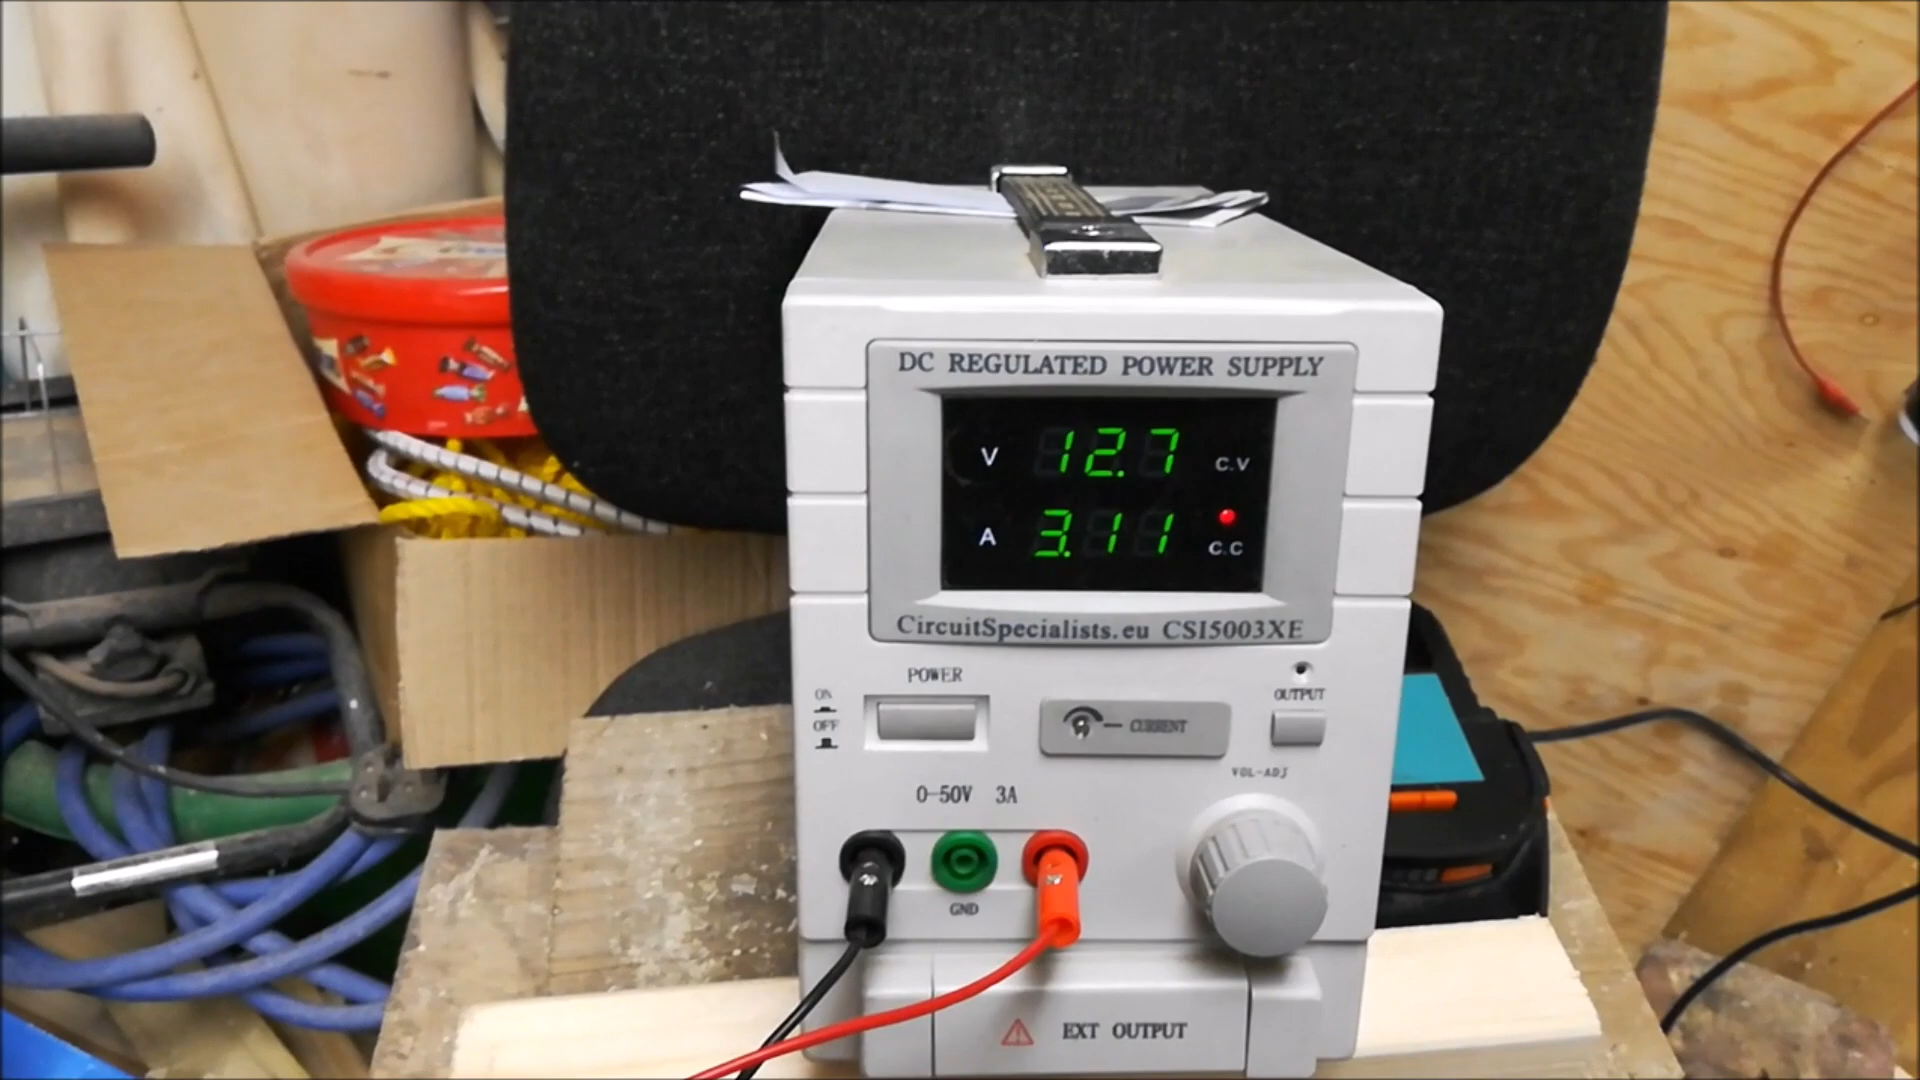 DC REGULATED POWER SUPPLY
V 12.7 C.V
A 3.11 C.C
CircuitSpecialists.eu CSI5003XE
POWER
ON
OFF
CURRENT
OUTPUT
VOL-ADJ
0-50V 3A
GND
EXT OUTPUT